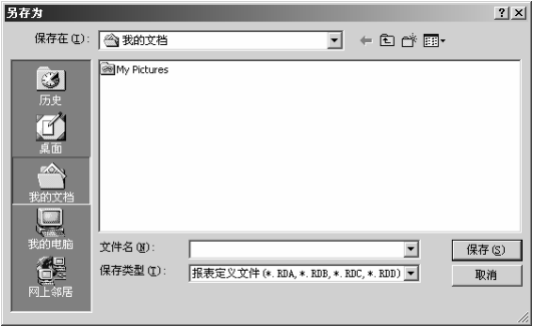 另存为
保存在(I):
我的文档
My Pictures
历史
桌面
我的文档
我的电脑
网上邻居
文件名(N):
保存(S)
保存类型(T):
报表定义文件(*.RDA,*.RDB,*.RDC,*.RDD)
取消